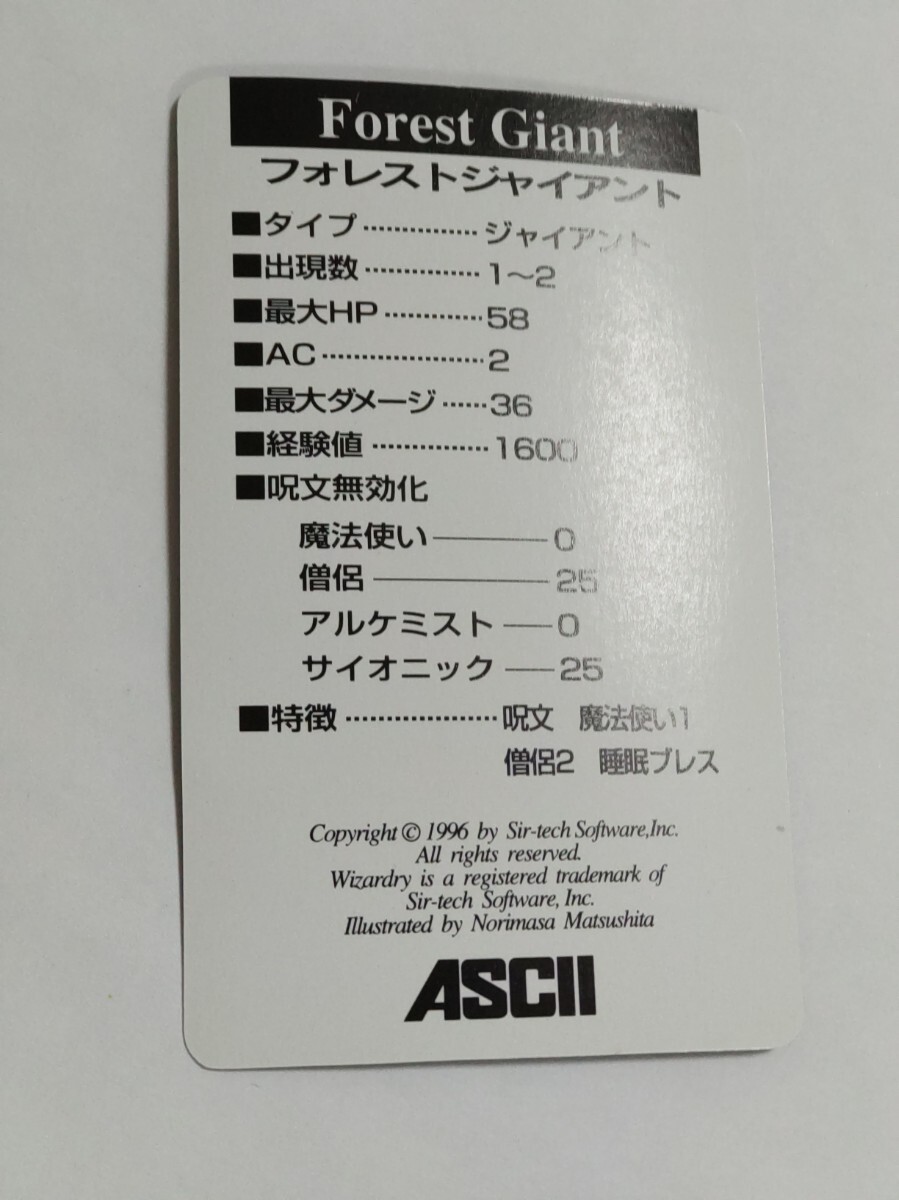 Forest Giant
フォレストジャイアント
■タイプ……………ジャイアント
■出現数……………1〜2
■最大HP…………58
■AC…………………2
■最大ダメージ……36
■経験値……………1600
■呪文無効化
魔法使い————0
僧侶——————25
アルケミスト——0
サイオニック——25
■特徴………………呪文 魔法使い1
僧侶2 睡眠ブレス
Copyright © 1996 by Sir-tech Software,Inc.
All rights reserved.
Wizardry is a registered trademark of
Sir-tech Software, Inc.
Illustrated by Norimasa Matsushita
ASCII